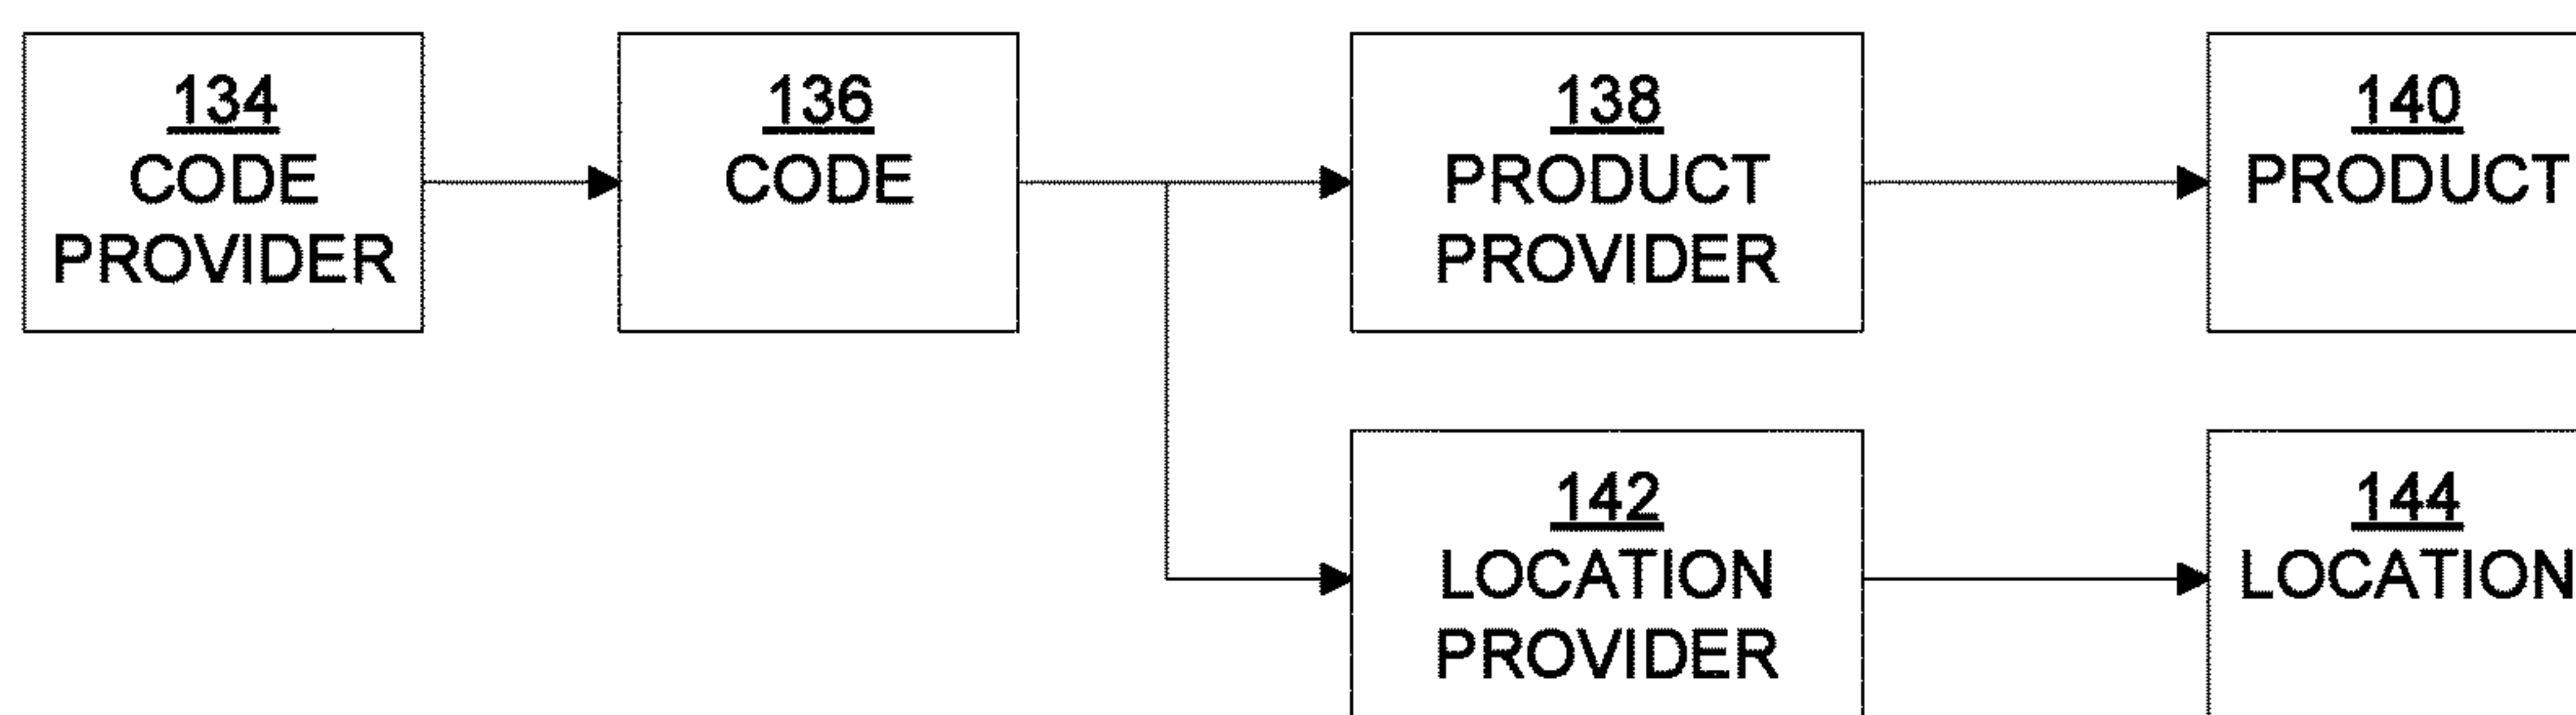 134
CODE
PROVIDER
136
CODE
138
PRODUCT
PROVIDER
140
PRODUCT
142
LOCATION
PROVIDER
144
LOCATION